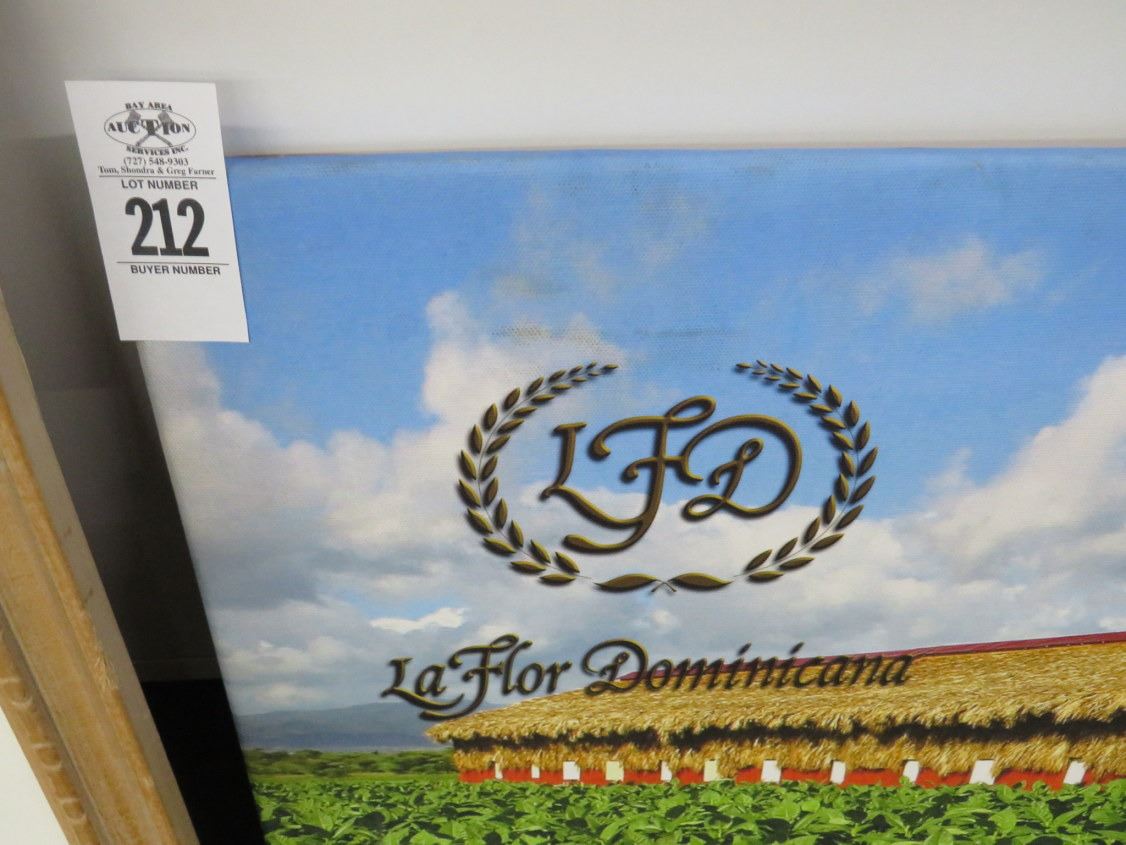 BAY AREA
AUCTION
SERVICES INC.
(727) 548-9303
Tom, Shondra & Greg Farner
LOT NUMBER
212
BUYER NUMBER
LFD
La Flor Dominicana